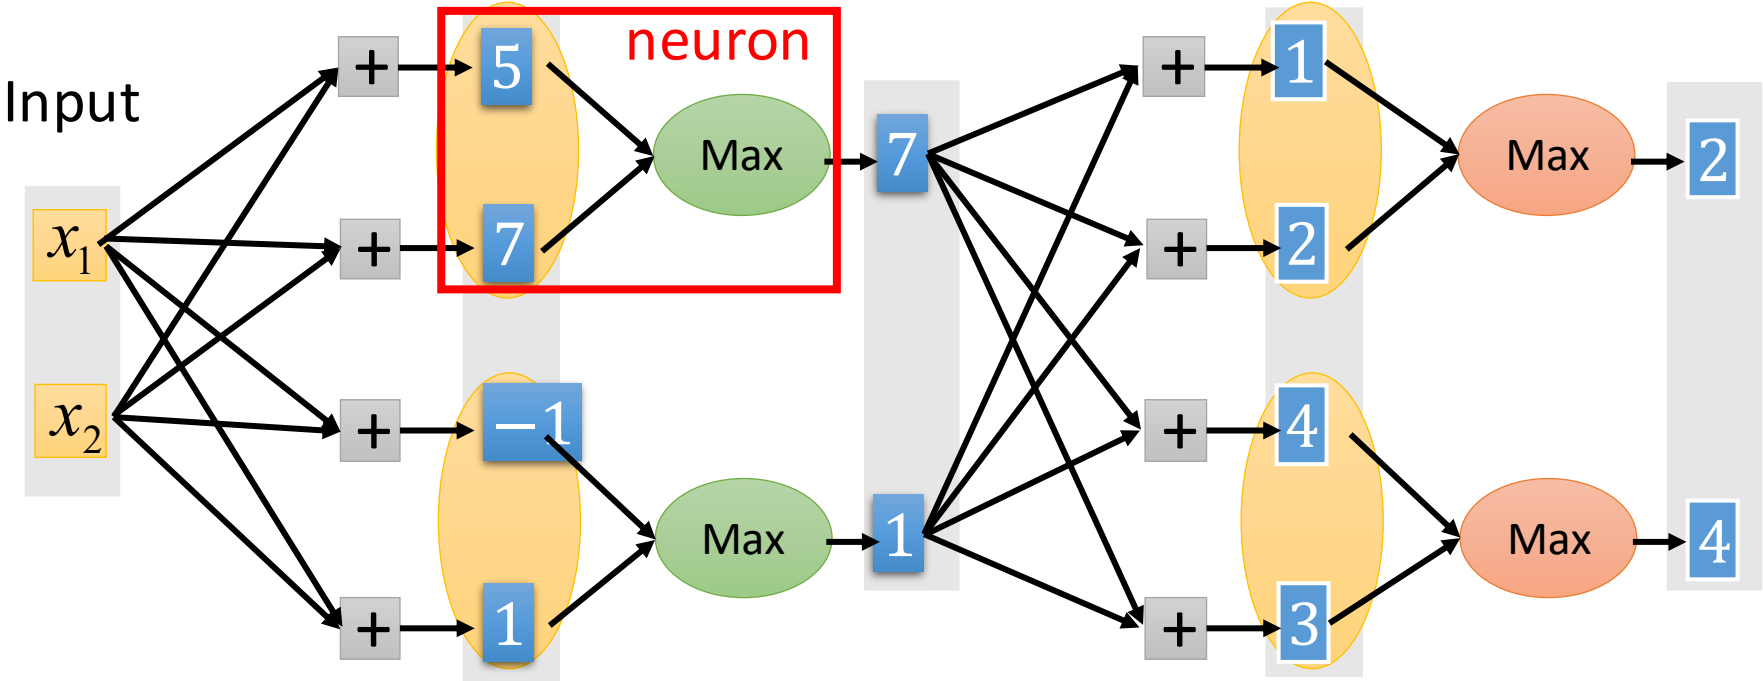 neuron
Input
+ 5 + 1
Max 7 Max 2
x₁ + 7 + 2
x₂ + −1 + 4
Max 1 Max 4
+ 1 + 3